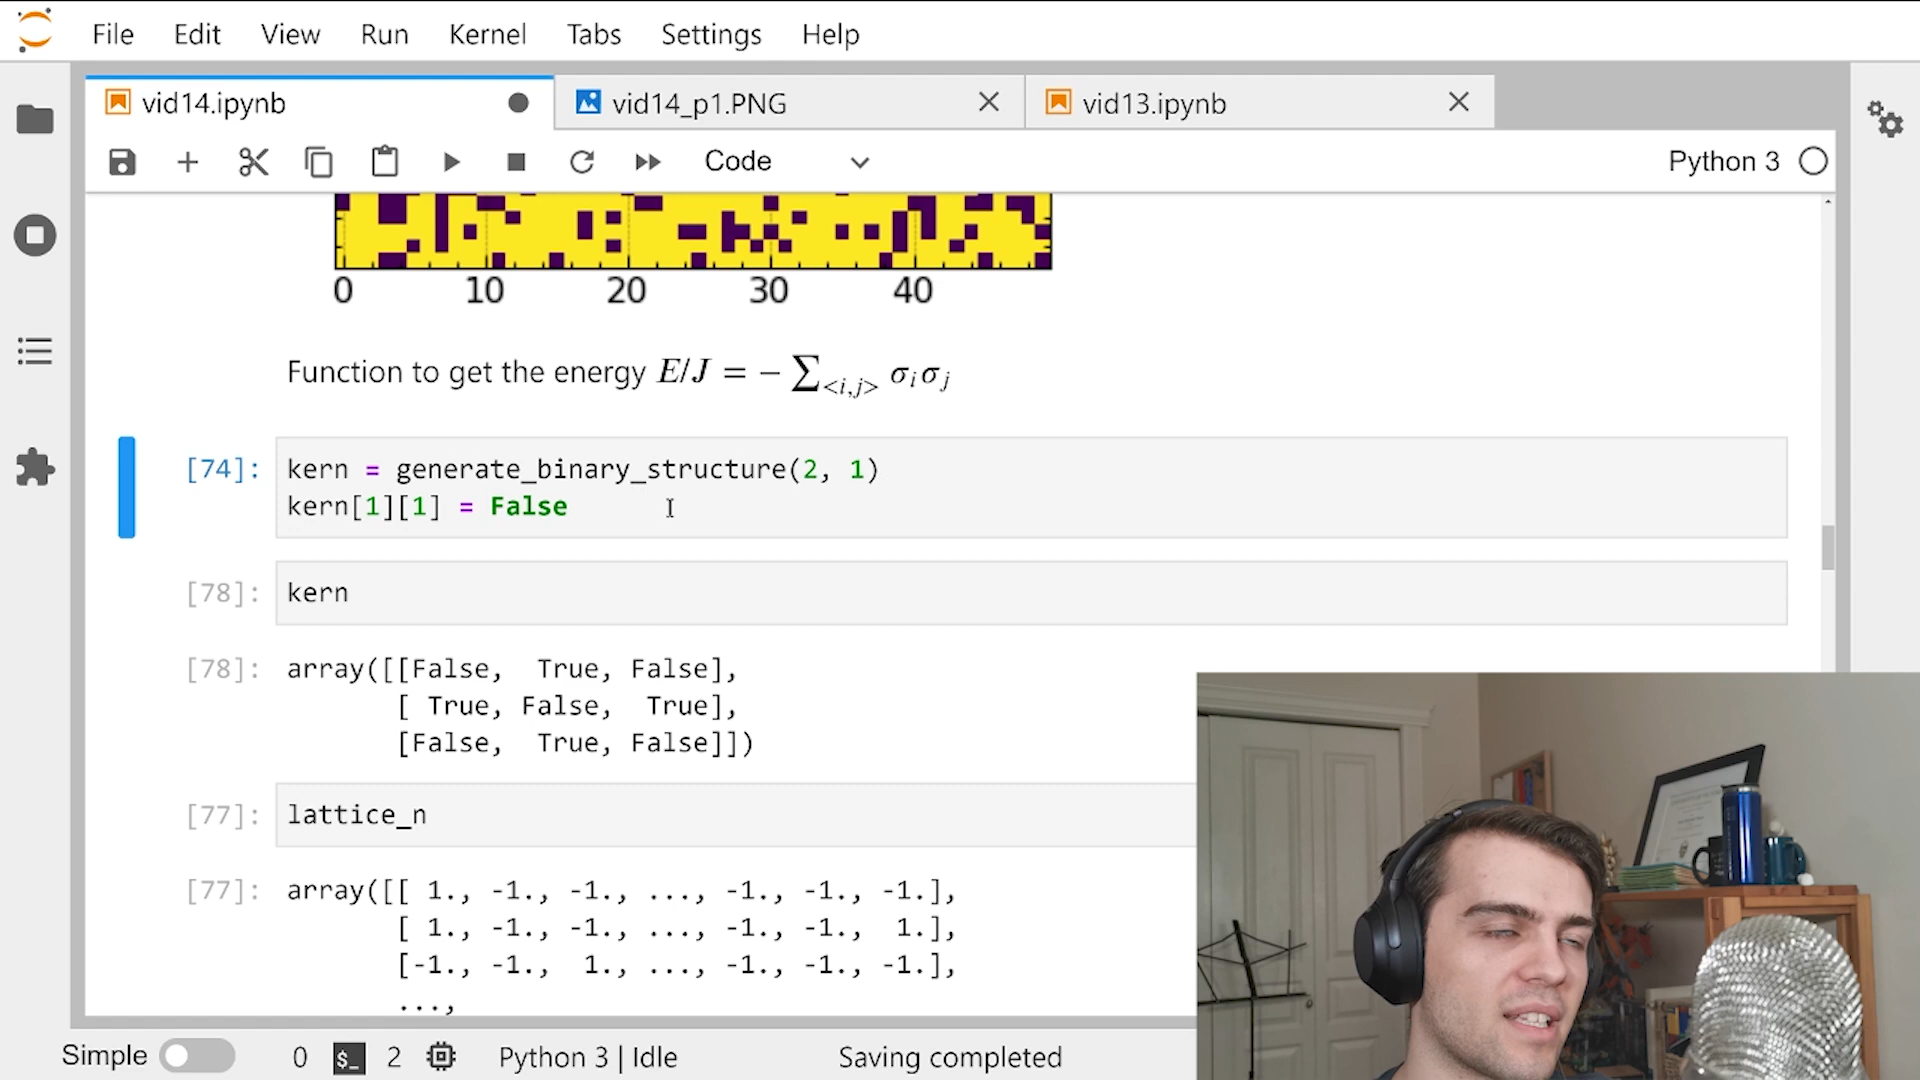 File Edit View Run Kernel Tabs Settings Help
vid14.ipynb vid14_p1.PNG vid13.ipynb
Code Python 3
0 10 20 30 40
Function to get the energy E/J = − ∑<i,j> σiσj
[74]: kern = generate_binary_structure(2, 1)
kern[1][1] = False
[78]: kern
[78]: array([[False, True, False],
[ True, False, True],
[False, True, False]])
[77]: lattice_n
[77]: array([[ 1., -1., -1., ..., -1., -1., -1.],
[ 1., -1., -1., ..., -1., -1., 1.],
[-1., -1., 1., ..., -1., -1., -1.],
...,
Simple 0 $_ 2 Python 3 | Idle Saving completed